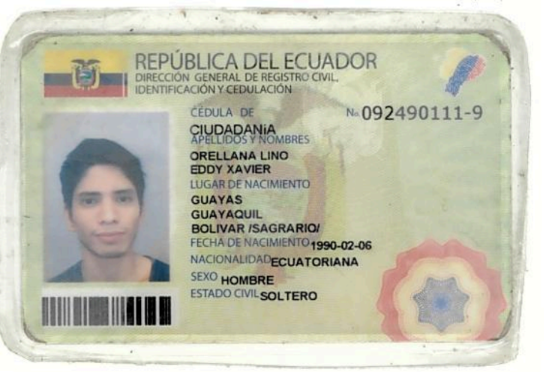 REPÚBLICA DEL ECUADOR
DIRECCIÓN GENERAL DE REGISTRO CIVIL,
IDENTIFICACIÓN Y CEDULACIÓN
CÉDULA DE N. 092490111-9
CIUDADANIA
APELLIDOS Y NOMBRES
ORELLANA LINO
EDDY XAVIER
LUGAR DE NACIMIENTO
GUAYAS
GUAYAQUIL
BOLIVAR /SAGRARIO/
FECHA DE NACIMIENTO 1990-02-06
NACIONALIDAD ECUATORIANA
SEXO HOMBRE
ESTADO CIVIL SOLTERO